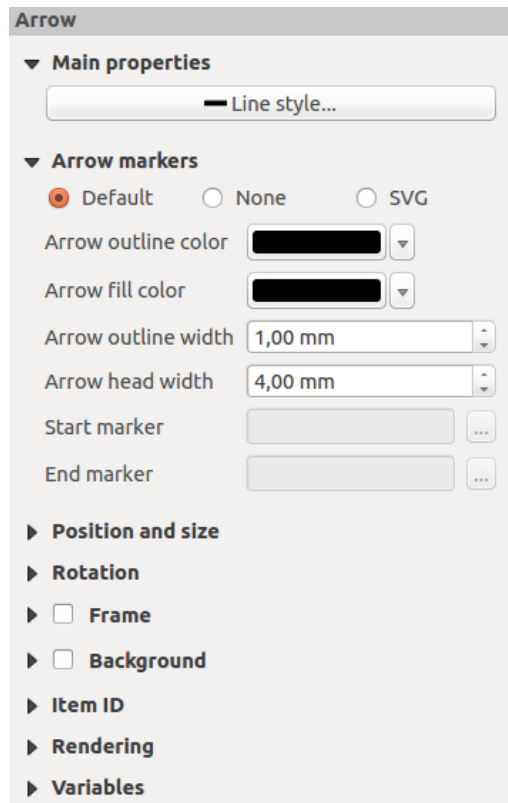 Arrow
Main properties
Line style...
Arrow markers
Default None SVG
Arrow outline color
Arrow fill color
Arrow outline width 1,00 mm
Arrow head width 4,00 mm
Start marker ...
End marker ...
Position and size
Rotation
Frame
Background
Item ID
Rendering
Variables